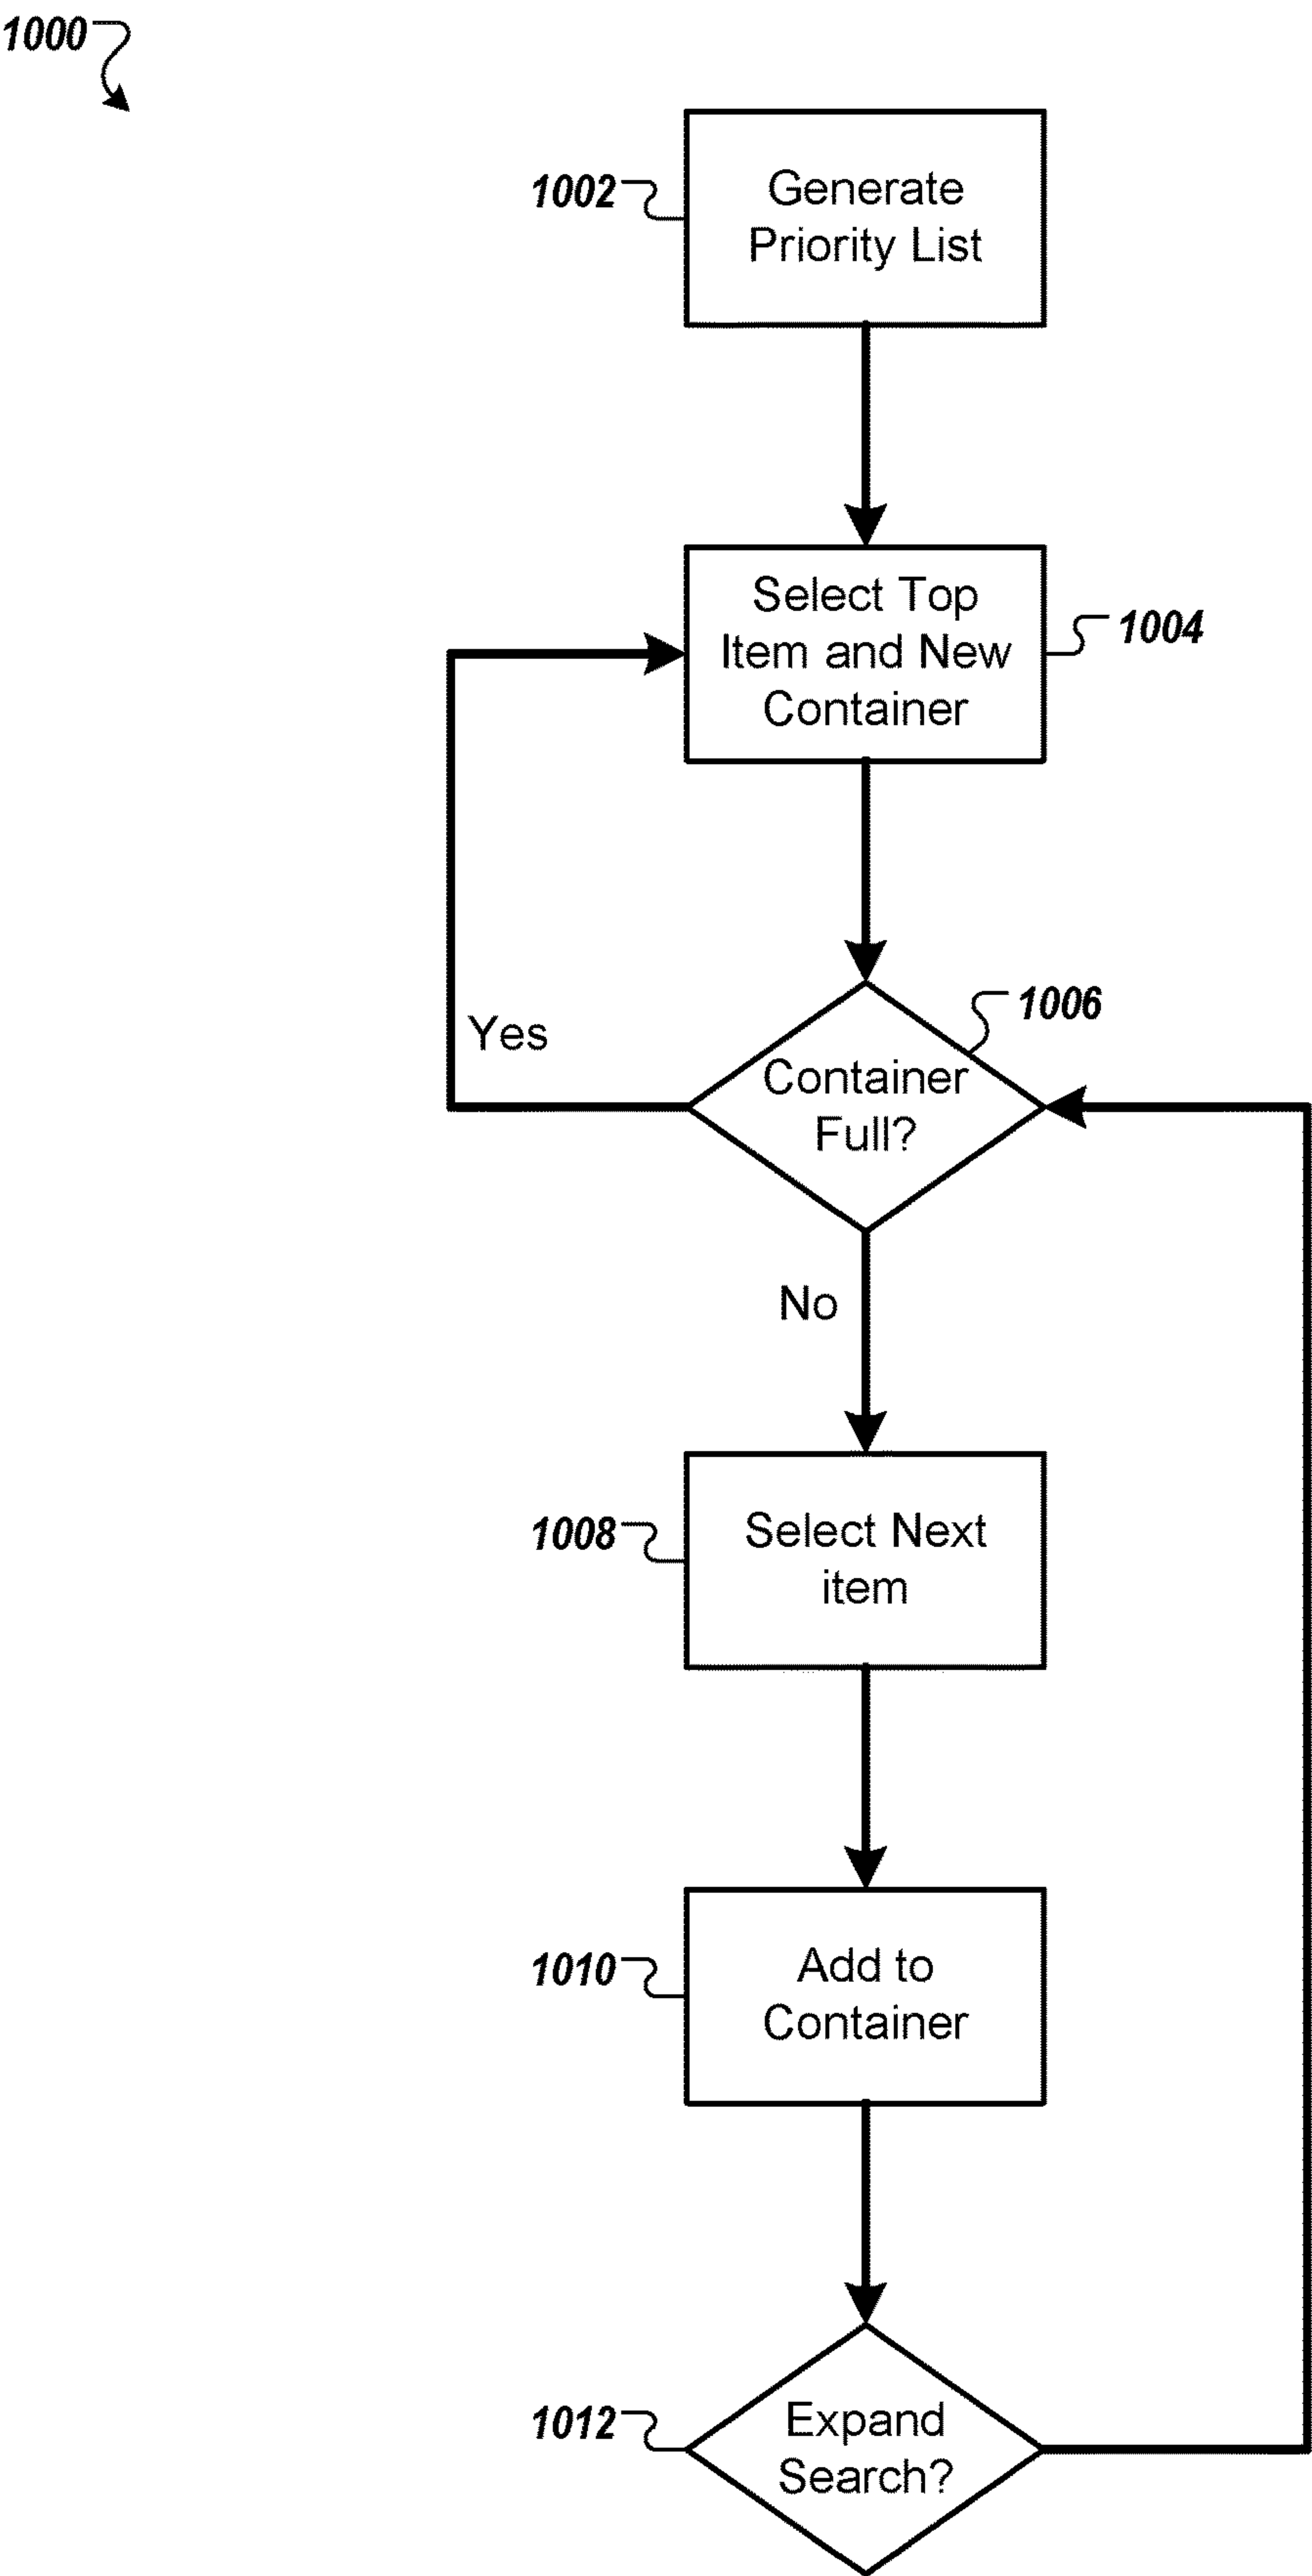 1000
1002
Generate
Priority List
Select Top
Item and New
Container
1004
1006
Container
Full?
Yes
No
1008
Select Next
item
1010
Add to
Container
1012
Expand
Search?